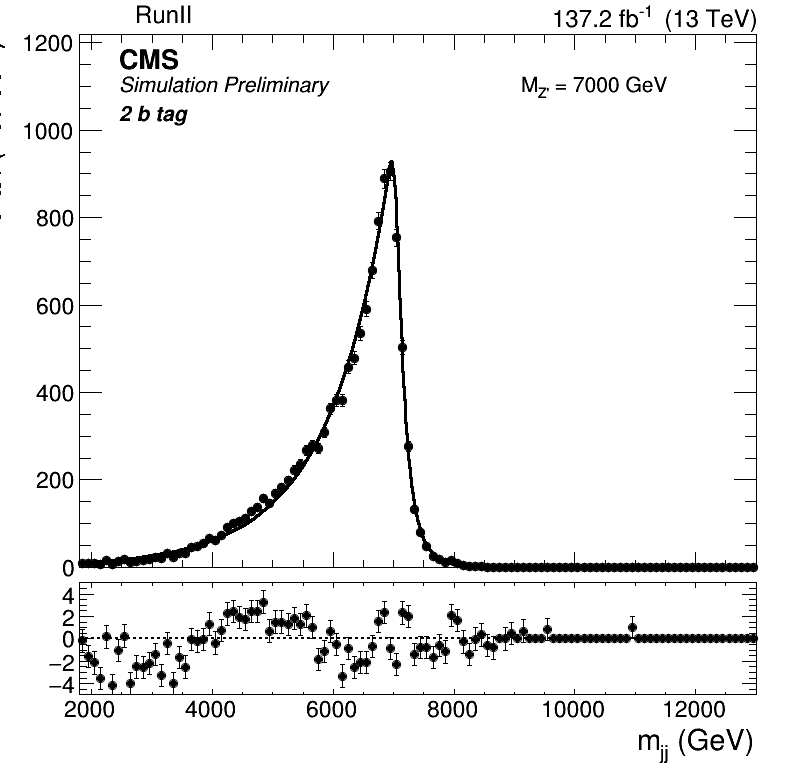 RunII 137.2 fb-1 (13 TeV)
CMS
Simulation Preliminary
MZ' = 7000 GeV
2 b tag
1200
1000
800
600
400
200
0
4
2
0
−2
−4
2000 4000 6000 8000 10000 12000
mjj (GeV)